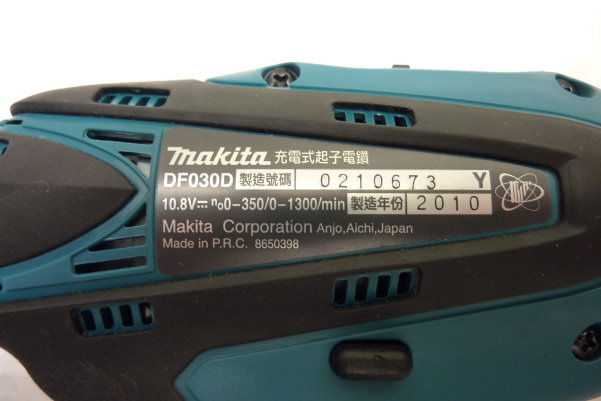 makita 充電式起子電鑽
DF030D 製造號碼 0210673 Y
10.8V⎓ n₀0-350/0-1300/min 製造年份 2010
Makita Corporation Anjo,Aichi,Japan
Made in P.R.C. 8650398